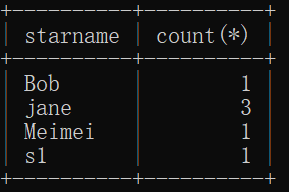 starname count(*)
Bob 1
jane 3
Meimei 1
sl 1